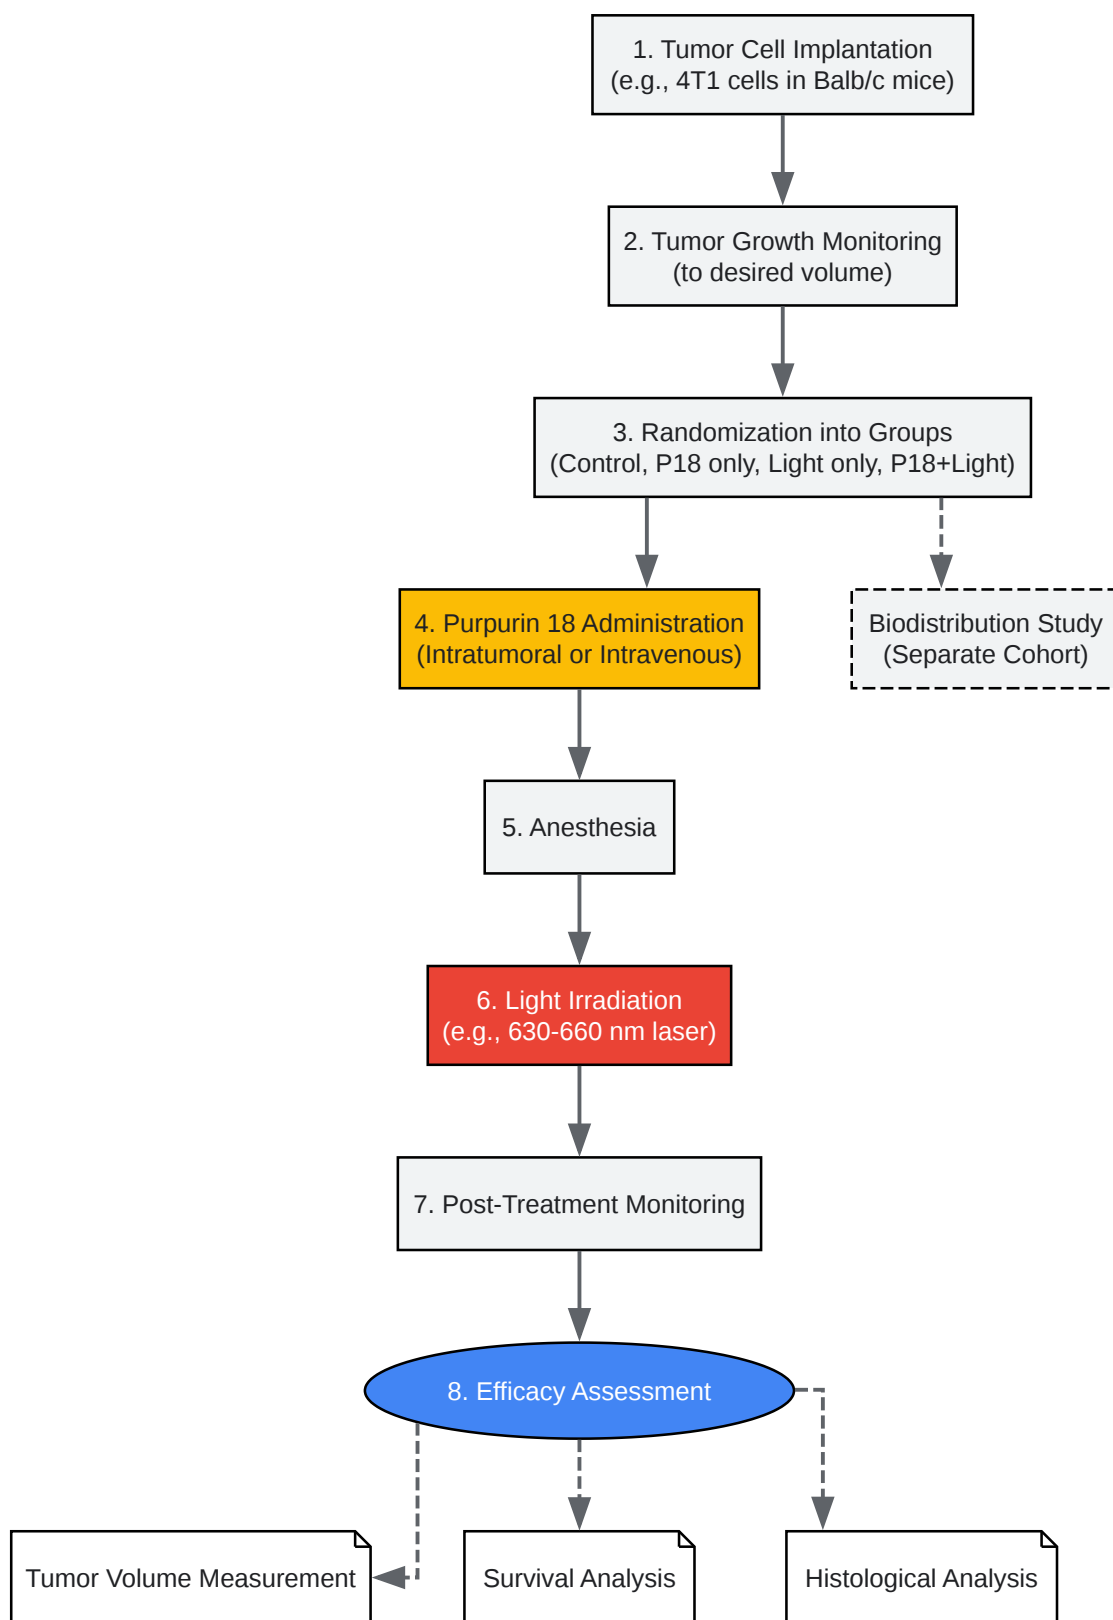 1. Tumor Cell Implantation
(e.g., 4T1 cells in Balb/c mice)
2. Tumor Growth Monitoring
(to desired volume)
3. Randomization into Groups
(Control, P18 only, Light only, P18+Light)
4. Purpurin 18 Administration
(Intratumoral or Intravenous)
Biodistribution Study
(Separate Cohort)
5. Anesthesia
6. Light Irradiation
(e.g., 630-660 nm laser)
7. Post-Treatment Monitoring
8. Efficacy Assessment
Tumor Volume Measurement
Survival Analysis
Histological Analysis